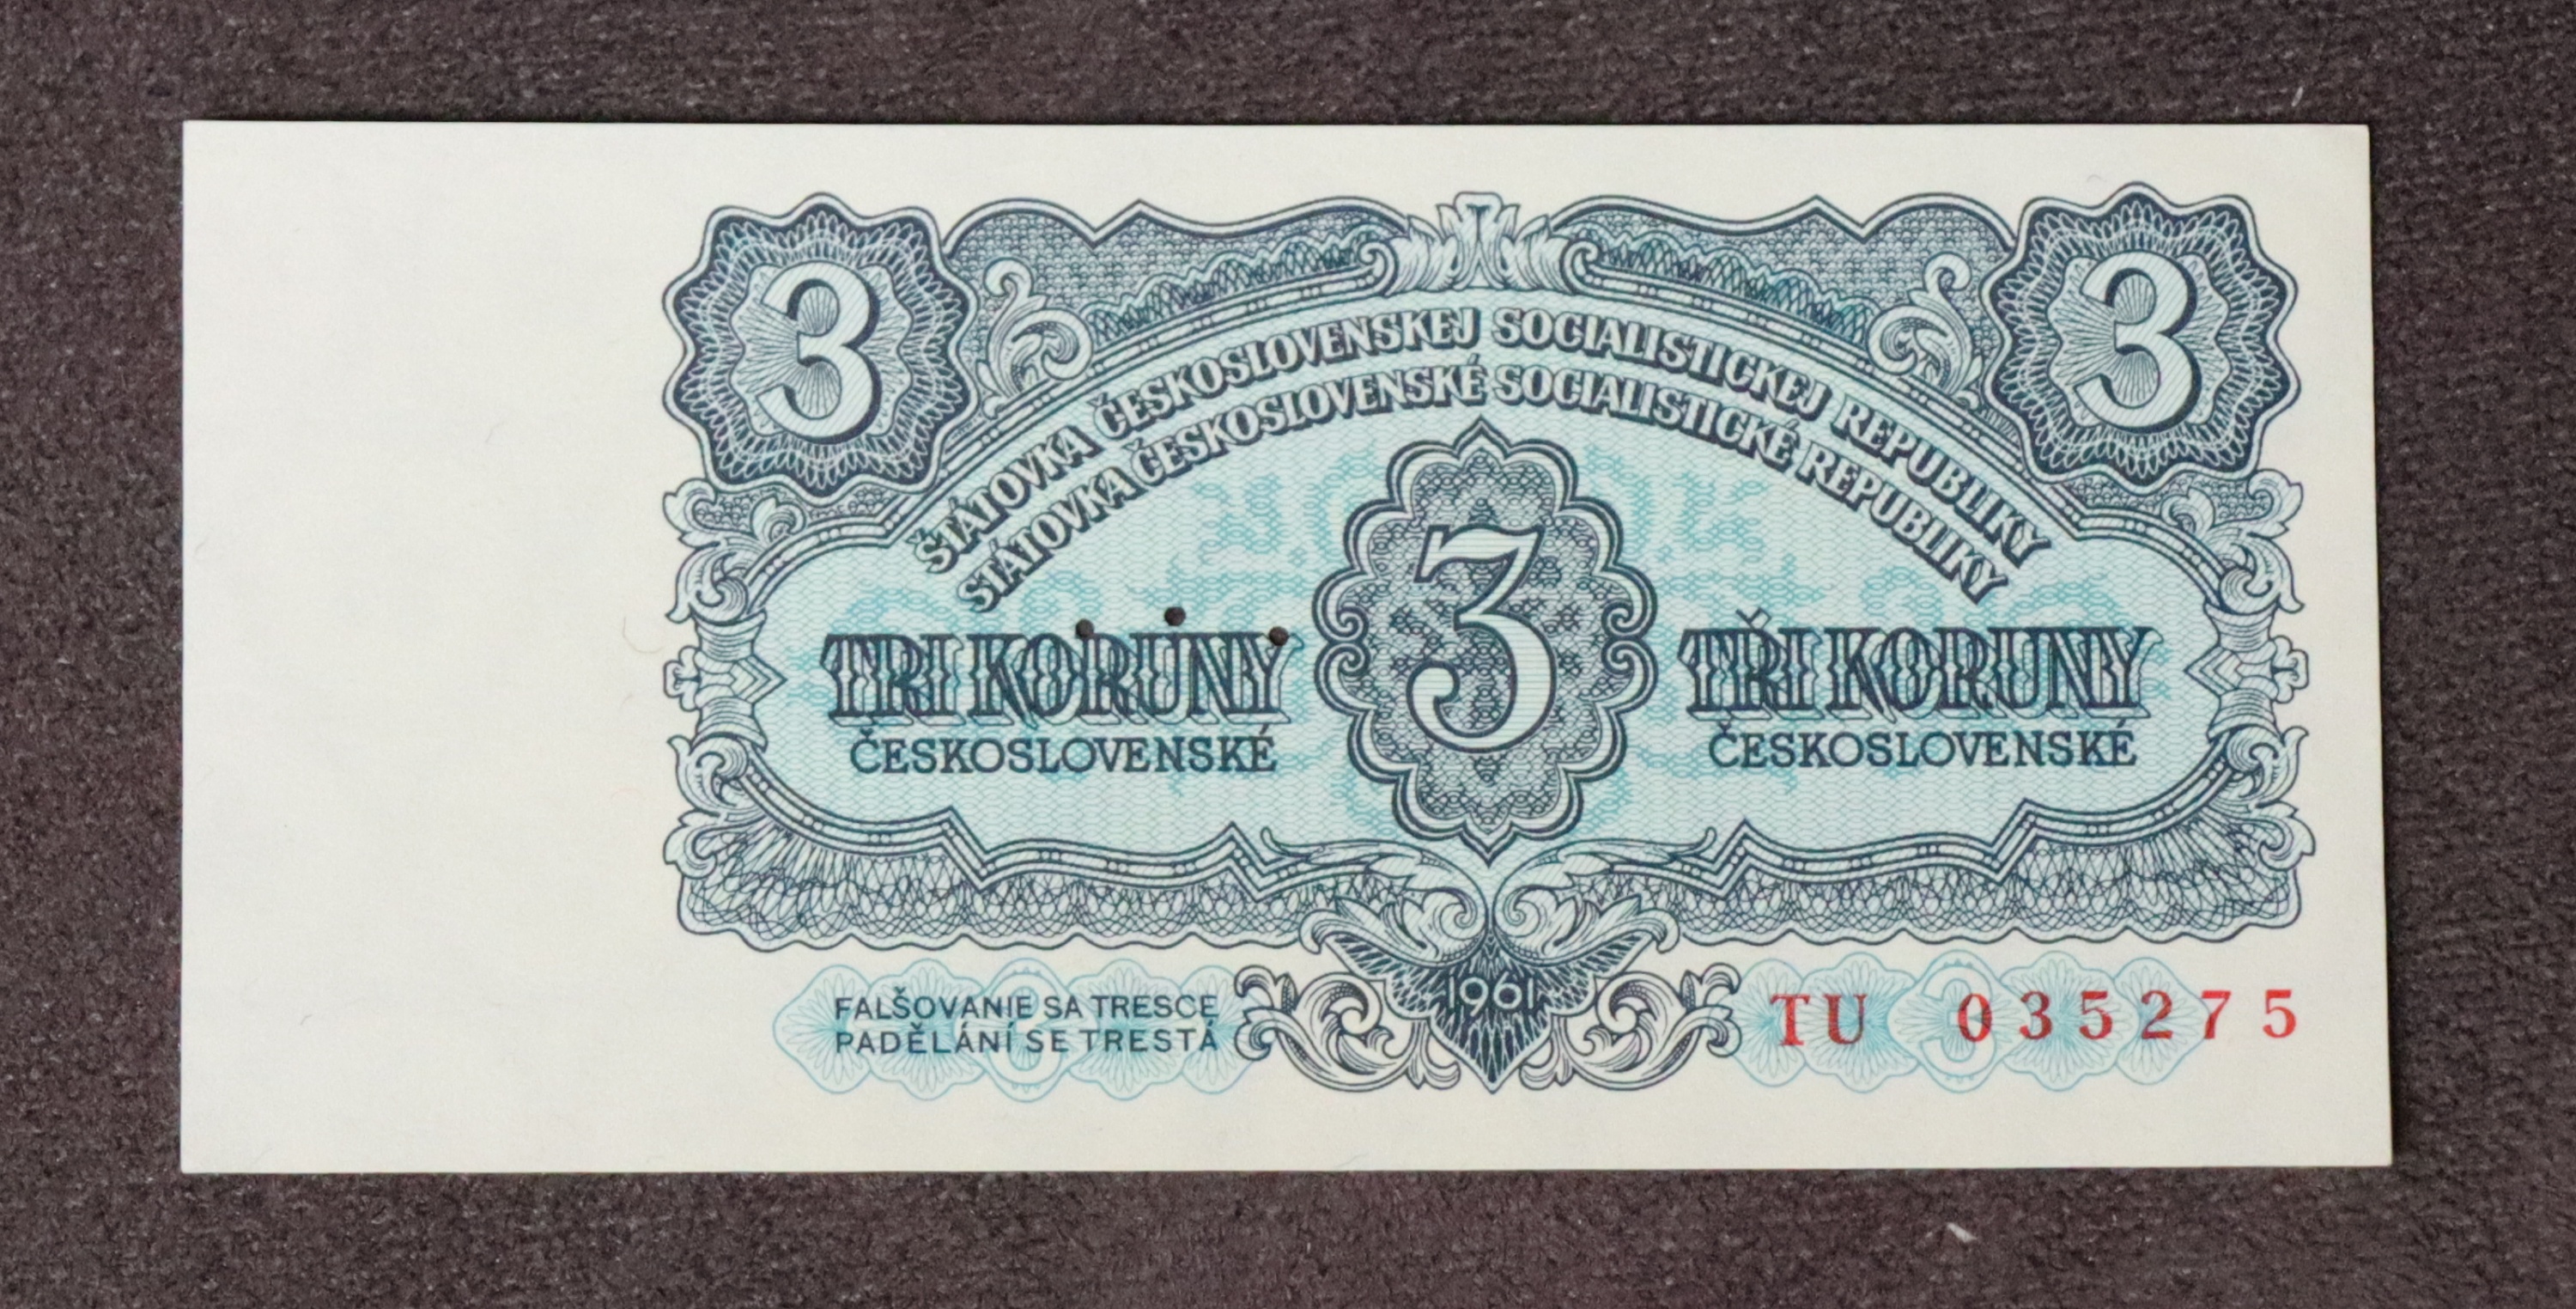 3 3
ŠTÁTOVKA ČESKOSLOVENSKEJ SOCIALISTICKEJ REPUBLIKY
STÁTOVKA ČESKOSLOVENSKÉ SOCIALISTICKÉ REPUBLIKY
3
TRI KORUNY
ČESKOSLOVENSKÉ
TŘI KORUNY
ČESKOSLOVENSKÉ
FALŠOVANIE SA TRESCE
PADĚLÁNÍ SE TRESTÁ
1961
TU 035275